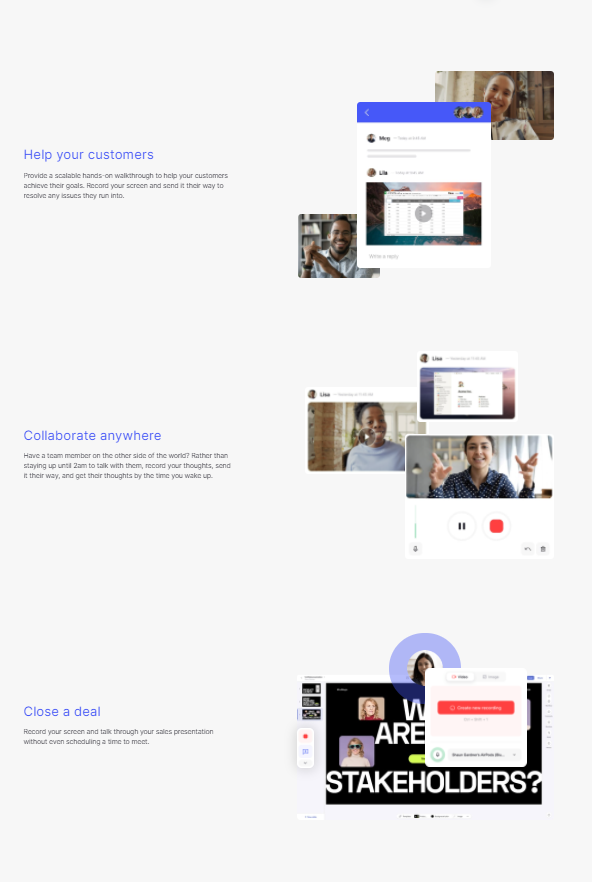 Help your customers
Provide a scalable hands-on walkthrough to help your customers
achieve their goals. Record your screen and send it their way to
resolve any issues they run into.
Meg
Lila
Write a reply
Collaborate anywhere
Have a team member on the other side of the world? Rather than
staying up until 2am to talk with them, record your thoughts, send
it their way, and get their thoughts by the time you wake up.
Lisa
Lisa
Close a deal
Record your screen and talk through your sales presentation
without even scheduling a time to meet.
Video
Image
Create new recording
ARE
STAKEHOLDERS?